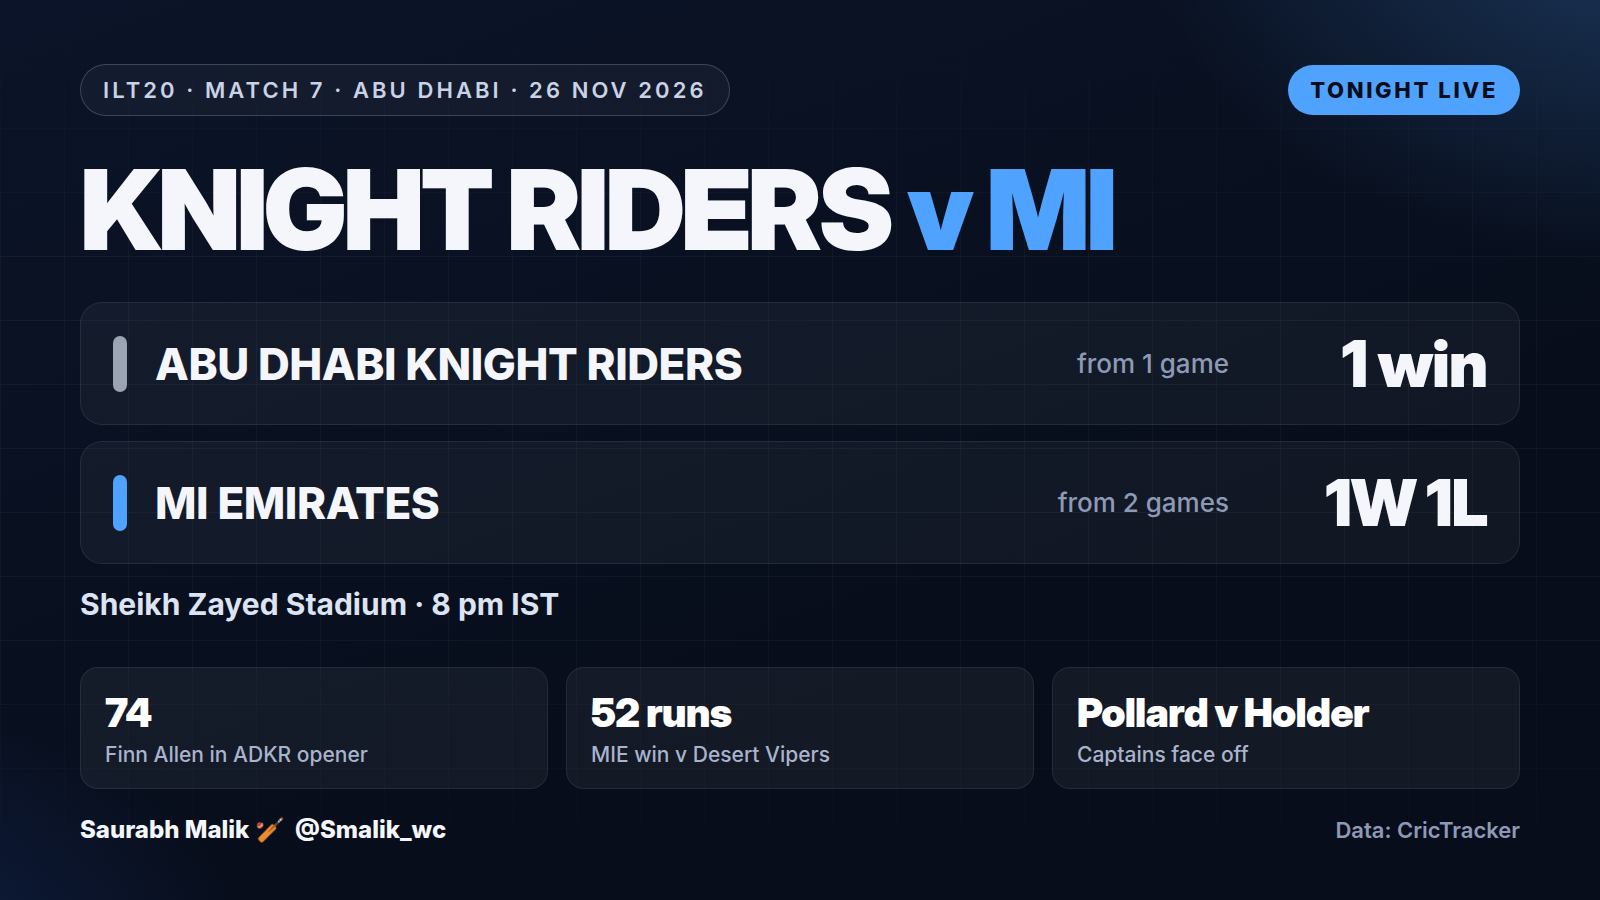 ILT20 · MATCH 7 · ABU DHABI · 26 NOV 2026
TONIGHT LIVE
KNIGHT RIDERS v MI
ABU DHABI KNIGHT RIDERS
from 1 game
1 win
MI EMIRATES
from 2 games
1W 1L
Sheikh Zayed Stadium · 8 pm IST
74
Finn Allen in ADKR opener
52 runs
MIE win v Desert Vipers
Pollard v Holder
Captains face off
Saurabh Malik 🏏 @Smalik_wc
Data: CricTracker